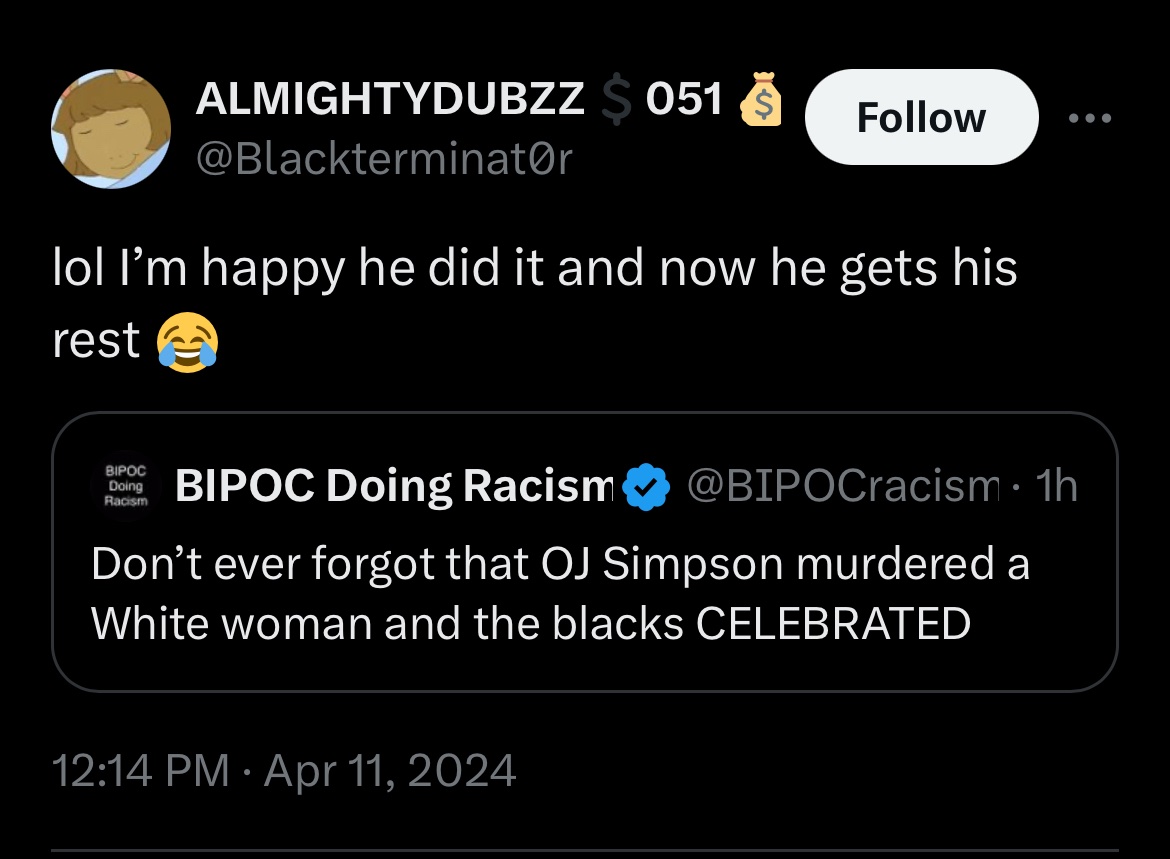 ALMIGHTYDUBZZ 💲 051 💰
Follow
@Blackterminat0r
lol I’m happy he did it and now he gets his
rest 😂
BIPOC
Doing
Racism
BIPOC Doing Racism @BIPOCracism · 1h
Don’t ever forgot that OJ Simpson murdered a
White woman and the blacks CELEBRATED
12:14 PM · Apr 11, 2024